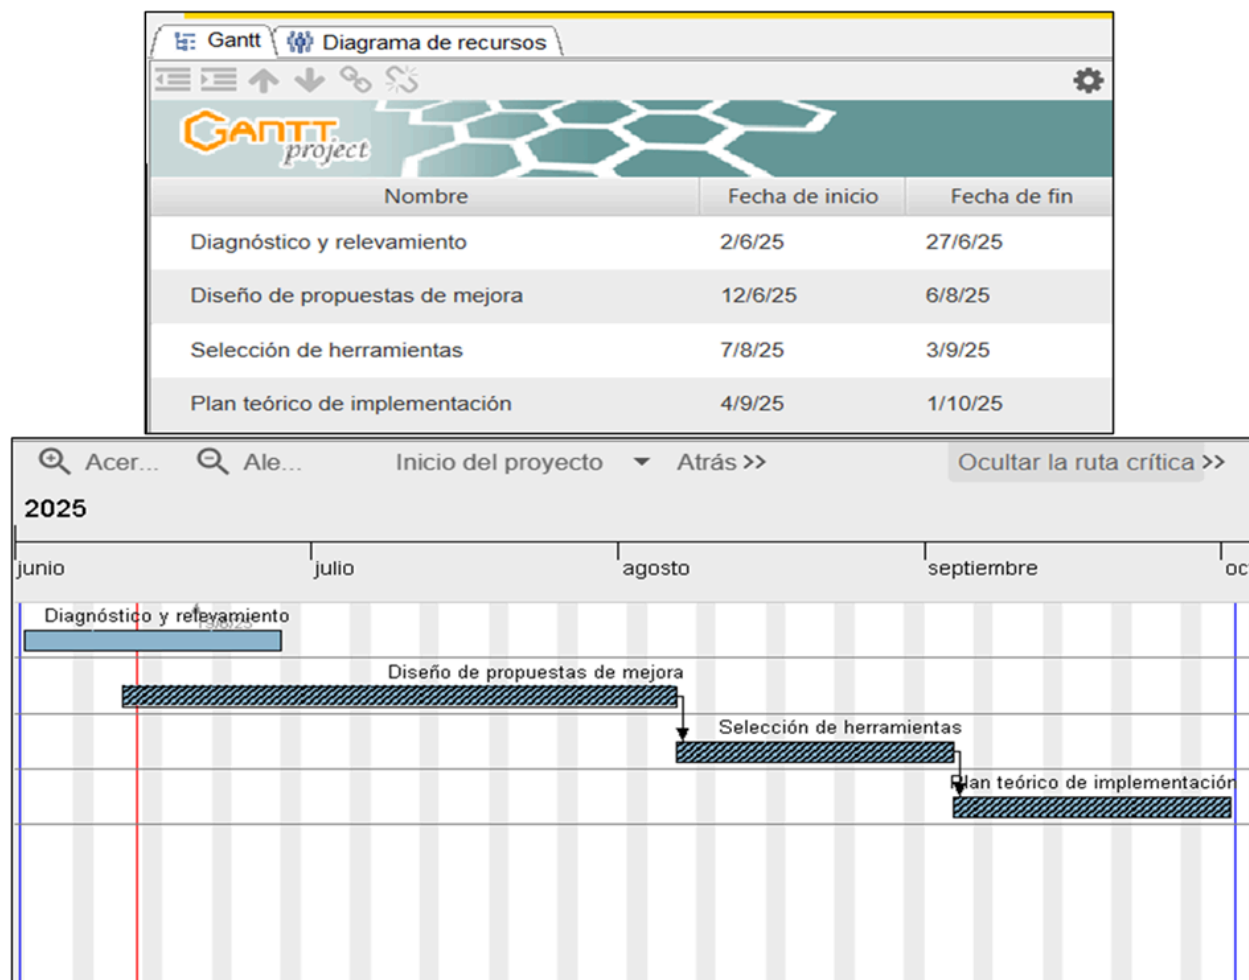 Gantt Diagrama de recursos
GANTT
project
Nombre Fecha de inicio Fecha de fin
Diagnóstico y relevamiento 2/6/25 27/6/25
Diseño de propuestas de mejora 12/6/25 6/8/25
Selección de herramientas 7/8/25 3/9/25
Plan teórico de implementación 4/9/25 1/10/25
Acer... Ale... Inicio del proyecto Atrás >> Ocultar la ruta crítica >>
2025
junio julio agosto septiembre oc
Diagnóstico y relevamiento
19/6/25
Diseño de propuestas de mejora
Selección de herramientas
Plan teórico de implementación